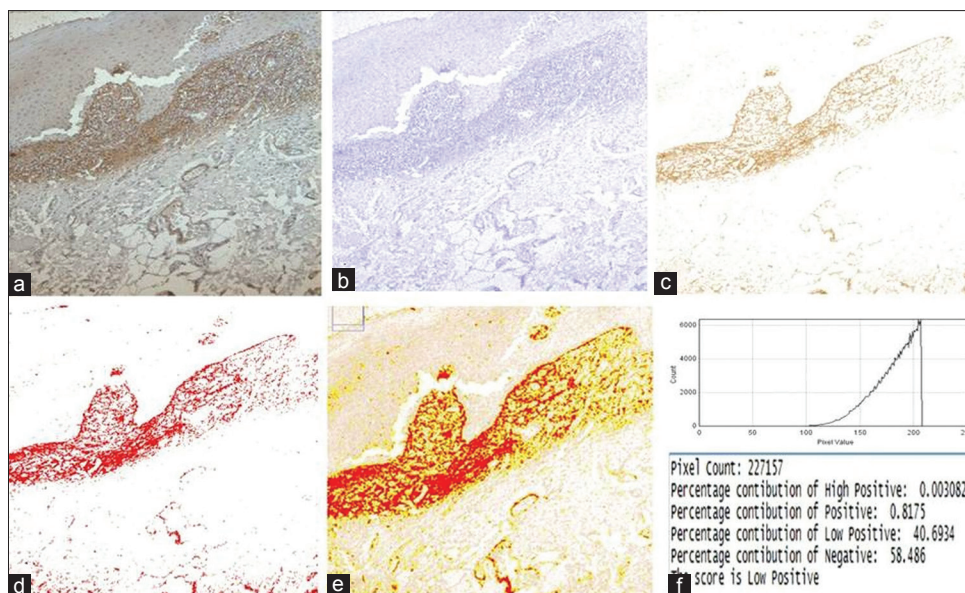 a
b
c
d
e
f
6000
4000
2000
0
Count
0 50 100 150 200
Pixel Value
Pixel Count: 227157
Percentage contibution of High Positive: 0.003082
Percentage contibution of Positive: 0.8175
Percentage contibution of Low Positive: 40.6934
Percentage contibution of Negative: 58.486
score is Low Positive